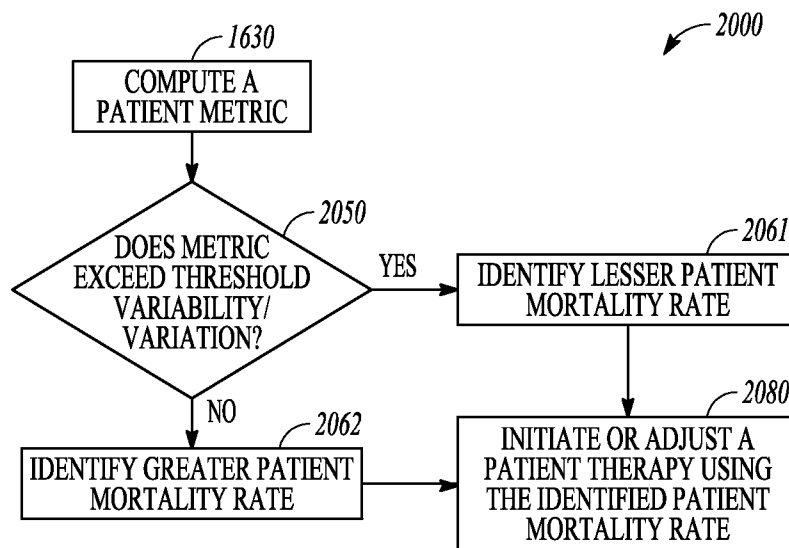 2000
1630
COMPUTE A
PATIENT METRIC
2050
DOES METRIC
EXCEED THRESHOLD
VARIABILITY/
VARIATION?
YES
2061
IDENTIFY LESSER PATIENT
MORTALITY RATE
NO
2062
IDENTIFY GREATER PATIENT
MORTALITY RATE
2080
INITIATE OR ADJUST A
PATIENT THERAPY USING
THE IDENTIFIED PATIENT
MORTALITY RATE